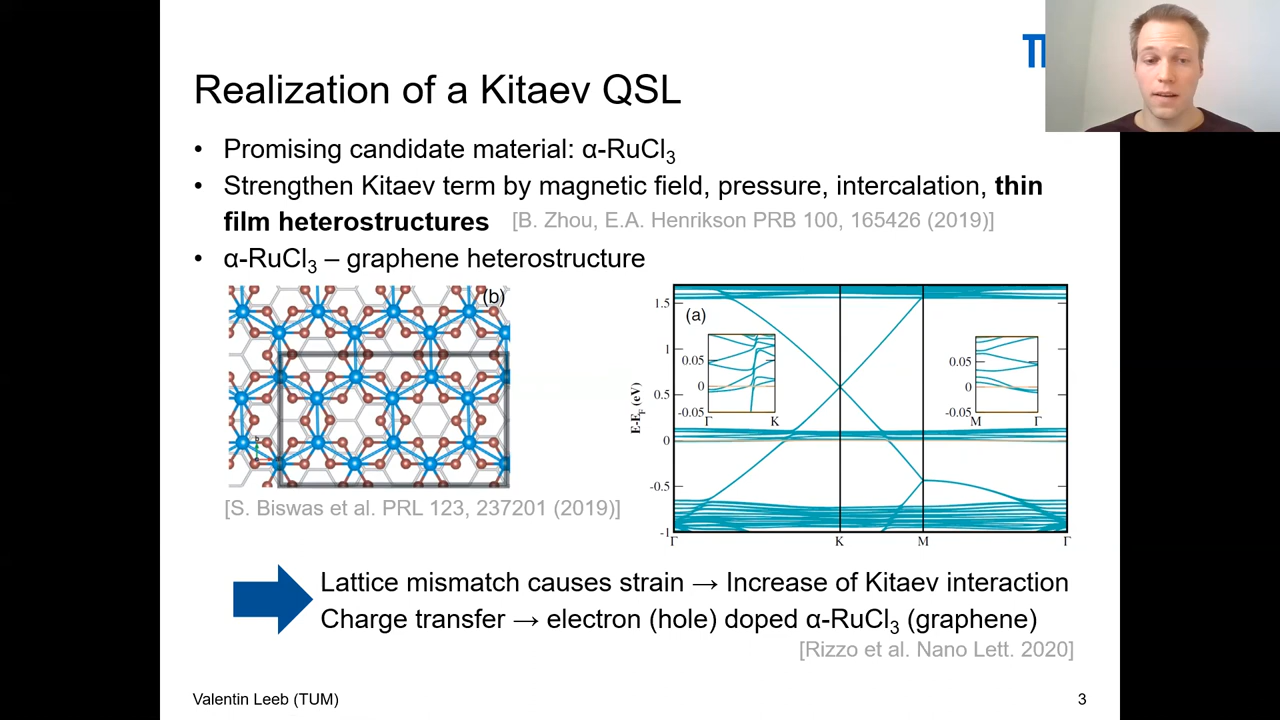 Realization of a Kitaev QSL
• Promising candidate material: α-RuCl₃
• Strengthen Kitaev term by magnetic field, pressure, intercalation, thin
film heterostructures [B. Zhou, E.A. Henrikson PRB 100, 165426 (2019)]
• α-RuCl₃ – graphene heterostructure
(b)
[S. Biswas et al. PRL 123, 237201 (2019)]
(a)
E-E_F (eV)
1.5
1
0.5
0
-0.5
-1
Γ K M Γ
0.05
0
-0.05
Γ K
0.05
0
-0.05
M Γ
Lattice mismatch causes strain → Increase of Kitaev interaction
Charge transfer → electron (hole) doped α-RuCl₃ (graphene)
[Rizzo et al. Nano Lett. 2020]
Valentin Leeb (TUM)
3